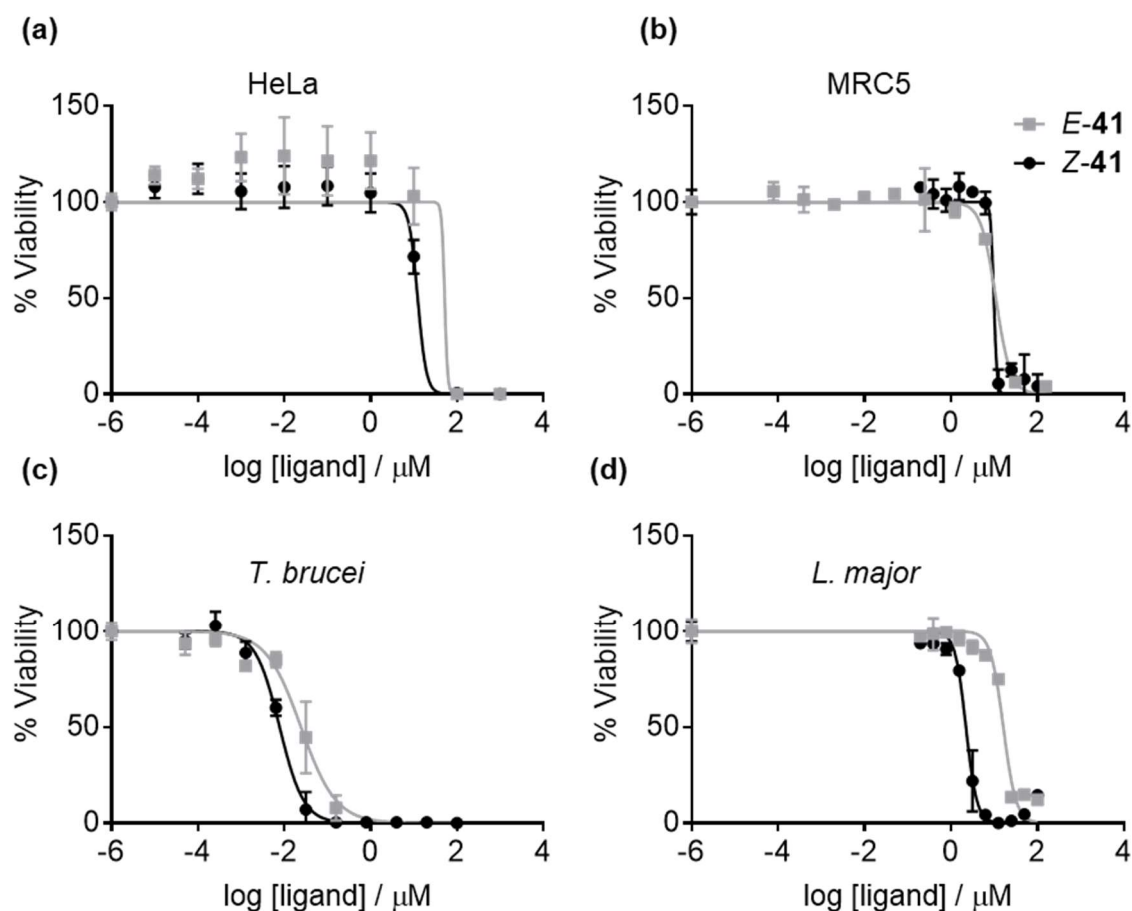 (a)
HeLa
150
100
50
0
% Viability
-6 -4 -2 0 2 4
log [ligand] / μM
(b)
MRC5
E-41
Z-41
150
100
50
0
% Viability
-6 -4 -2 0 2 4
log [ligand] / μM
(c)
T. brucei
150
100
50
0
% Viability
-6 -4 -2 0 2 4
log [ligand] / μM
(d)
L. major
150
100
50
0
% Viability
-6 -4 -2 0 2 4
log [ligand] / μM